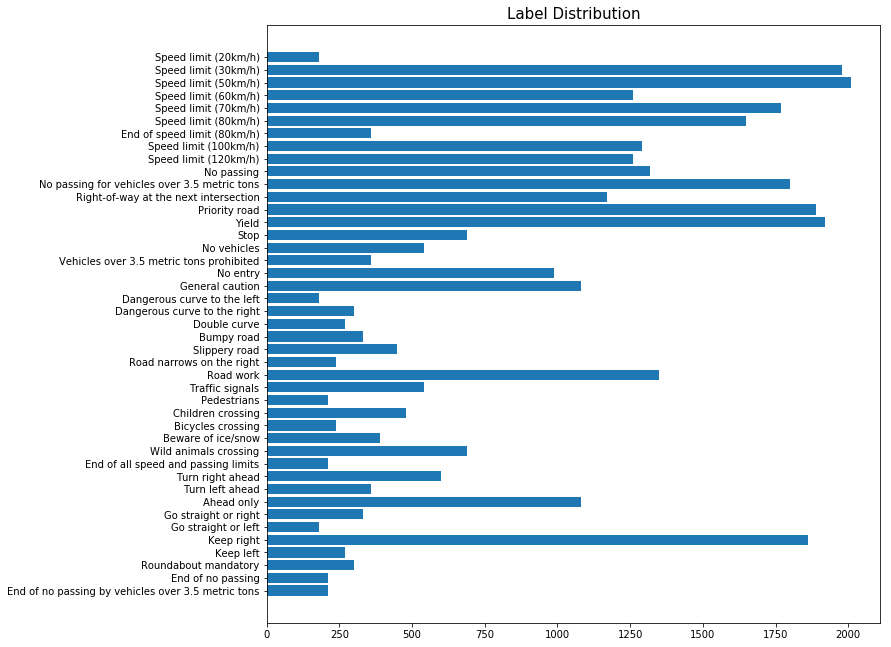 Label Distribution
Speed limit (20km/h)
Speed limit (30km/h)
Speed limit (50km/h)
Speed limit (60km/h)
Speed limit (70km/h)
Speed limit (80km/h)
End of speed limit (80km/h)
Speed limit (100km/h)
Speed limit (120km/h)
No passing
No passing for vehicles over 3.5 metric tons
Right-of-way at the next intersection
Priority road
Yield
Stop
No vehicles
Vehicles over 3.5 metric tons prohibited
No entry
General caution
Dangerous curve to the left
Dangerous curve to the right
Double curve
Bumpy road
Slippery road
Road narrows on the right
Road work
Traffic signals
Pedestrians
Children crossing
Bicycles crossing
Beware of ice/snow
Wild animals crossing
End of all speed and passing limits
Turn right ahead
Turn left ahead
Ahead only
Go straight or right
Go straight or left
Keep right
Keep left
Roundabout mandatory
End of no passing
End of no passing by vehicles over 3.5 metric tons
0 250 500 750 1000 1250 1500 1750 2000